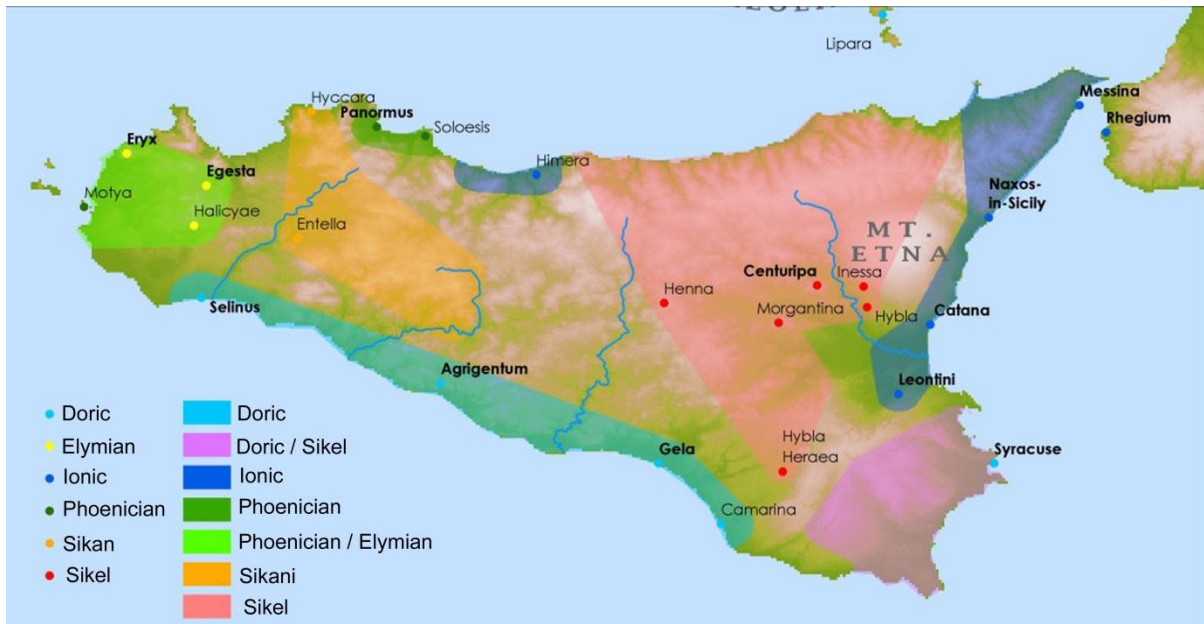 Lipara
Hyccara
Panormus
Soloesis
Messina
Rhegium
Eryx
Egesta
Himera
Motya
Halicyae
Naxos-
in-Sicily
Entella
MT.
ETNA
Centuripa
Inessa
Selinus
Henna
Morgantina
Hybla
Catana
Agrigentum
Leontini
Hybla
Heraea
Gela
Syracuse
Camarina
Doric
Elymian
Ionic
Phoenician
Sikan
Sikel
Doric
Doric / Sikel
Ionic
Phoenician
Phoenician / Elymian
Sikani
Sikel